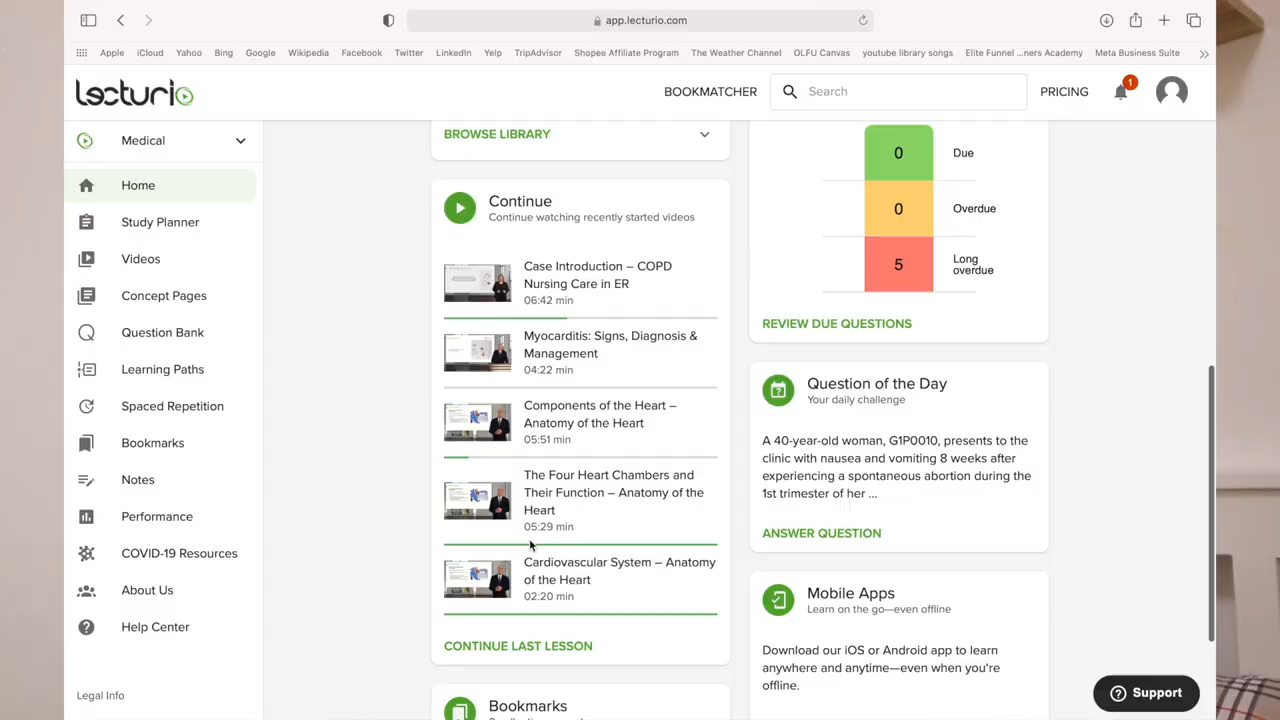 app.lecturio.com
Apple iCloud Yahoo Bing Google Wikipedia Facebook Twitter LinkedIn Yelp TripAdvisor Shopee Affiliate Program The Weather Channel OLFU Canvas youtube library songs Elite Funnel ...ners Academy Meta Business Suite
lecturio
BOOKMATCHER
Search
PRICING
1
Medical
Home
Study Planner
Videos
Concept Pages
Question Bank
Learning Paths
Spaced Repetition
Bookmarks
Notes
Performance
COVID-19 Resources
About Us
Help Center
Legal Info
BROWSE LIBRARY
Continue
Continue watching recently started videos
Case Introduction – COPD
Nursing Care in ER
06:42 min
Myocarditis: Signs, Diagnosis &
Management
04:22 min
Components of the Heart –
Anatomy of the Heart
05:51 min
The Four Heart Chambers and
Their Function – Anatomy of the
Heart
05:29 min
Cardiovascular System – Anatomy
of the Heart
02:20 min
CONTINUE LAST LESSON
Bookmarks
0 Due
0 Overdue
5 Long
overdue
REVIEW DUE QUESTIONS
Question of the Day
Your daily challenge
A 40-year-old woman, G1P0010, presents to the
clinic with nausea and vomiting 8 weeks after
experiencing a spontaneous abortion during the
1st trimester of her ...
ANSWER QUESTION
Mobile Apps
Learn on the go—even offline
Download our iOS or Android app to learn
anywhere and anytime—even when you're
offline.
Support